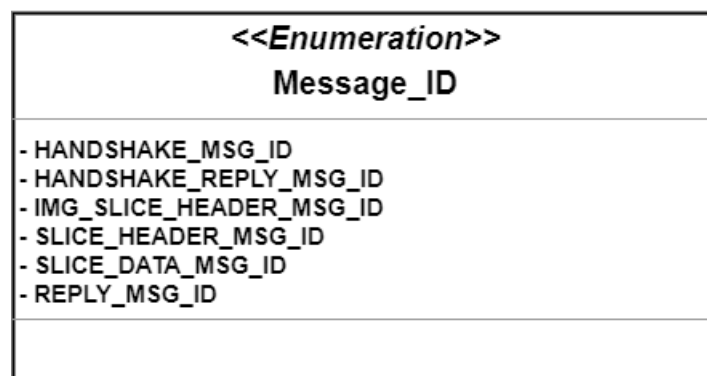 <<Enumeration>>
Message_ID
- HANDSHAKE_MSG_ID
- HANDSHAKE_REPLY_MSG_ID
- IMG_SLICE_HEADER_MSG_ID
- SLICE_HEADER_MSG_ID
- SLICE_DATA_MSG_ID
- REPLY_MSG_ID